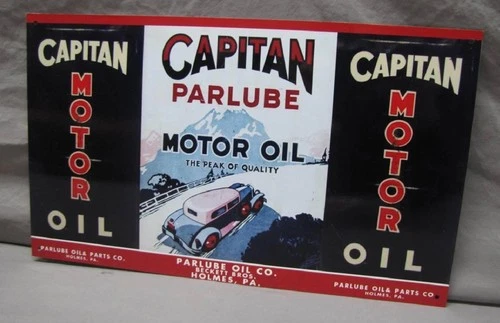 CAPITAN
MOTOR
OIL
PARLUBE OIL & PARTS CO.
HOLMES, PA.
CAPITAN
PARLUBE
MOTOR OIL
THE PEAK OF QUALITY
PARLUBE OIL CO.
BECKETT BROS.
HOLMES, PA.
CAPITAN
MOTOR
OIL
PARLUBE OIL & PARTS CO.
HOLMES, PA.